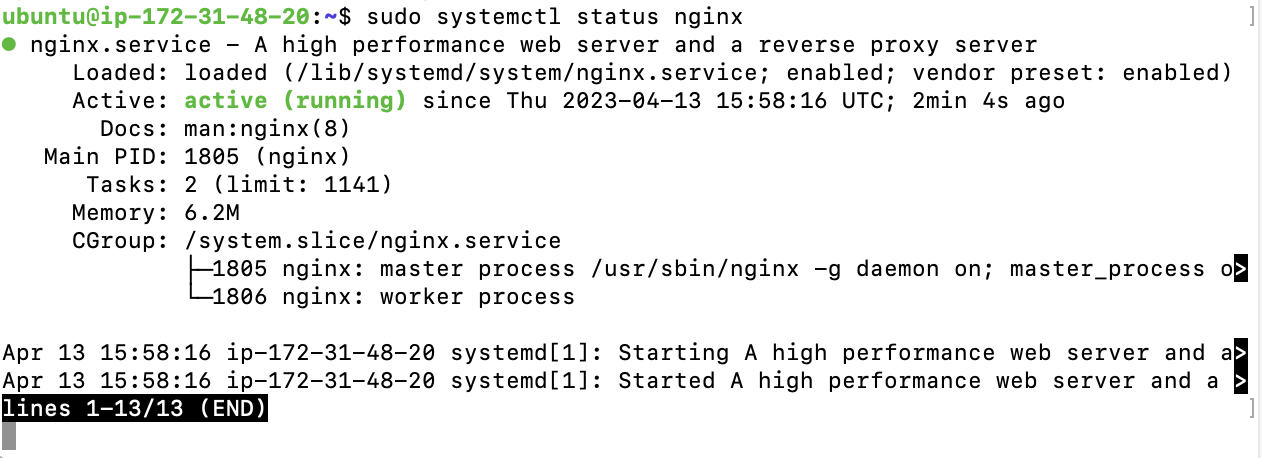 ubuntu@ip-172-31-48-20:~$ sudo systemctl status nginx ]
● nginx.service - A high performance web server and a reverse proxy server
     Loaded: loaded (/lib/systemd/system/nginx.service; enabled; vendor preset: enabled)
     Active: active (running) since Thu 2023-04-13 15:58:16 UTC; 2min 4s ago
       Docs: man:nginx(8)
   Main PID: 1805 (nginx)
      Tasks: 2 (limit: 1141)
     Memory: 6.2M
     CGroup: /system.slice/nginx.service
             ├─1805 nginx: master process /usr/sbin/nginx -g daemon on; master_process o>
             └─1806 nginx: worker process

Apr 13 15:58:16 ip-172-31-48-20 systemd[1]: Starting A high performance web server and a>
Apr 13 15:58:16 ip-172-31-48-20 systemd[1]: Started A high performance web server and a >
lines 1-13/13 (END) ]